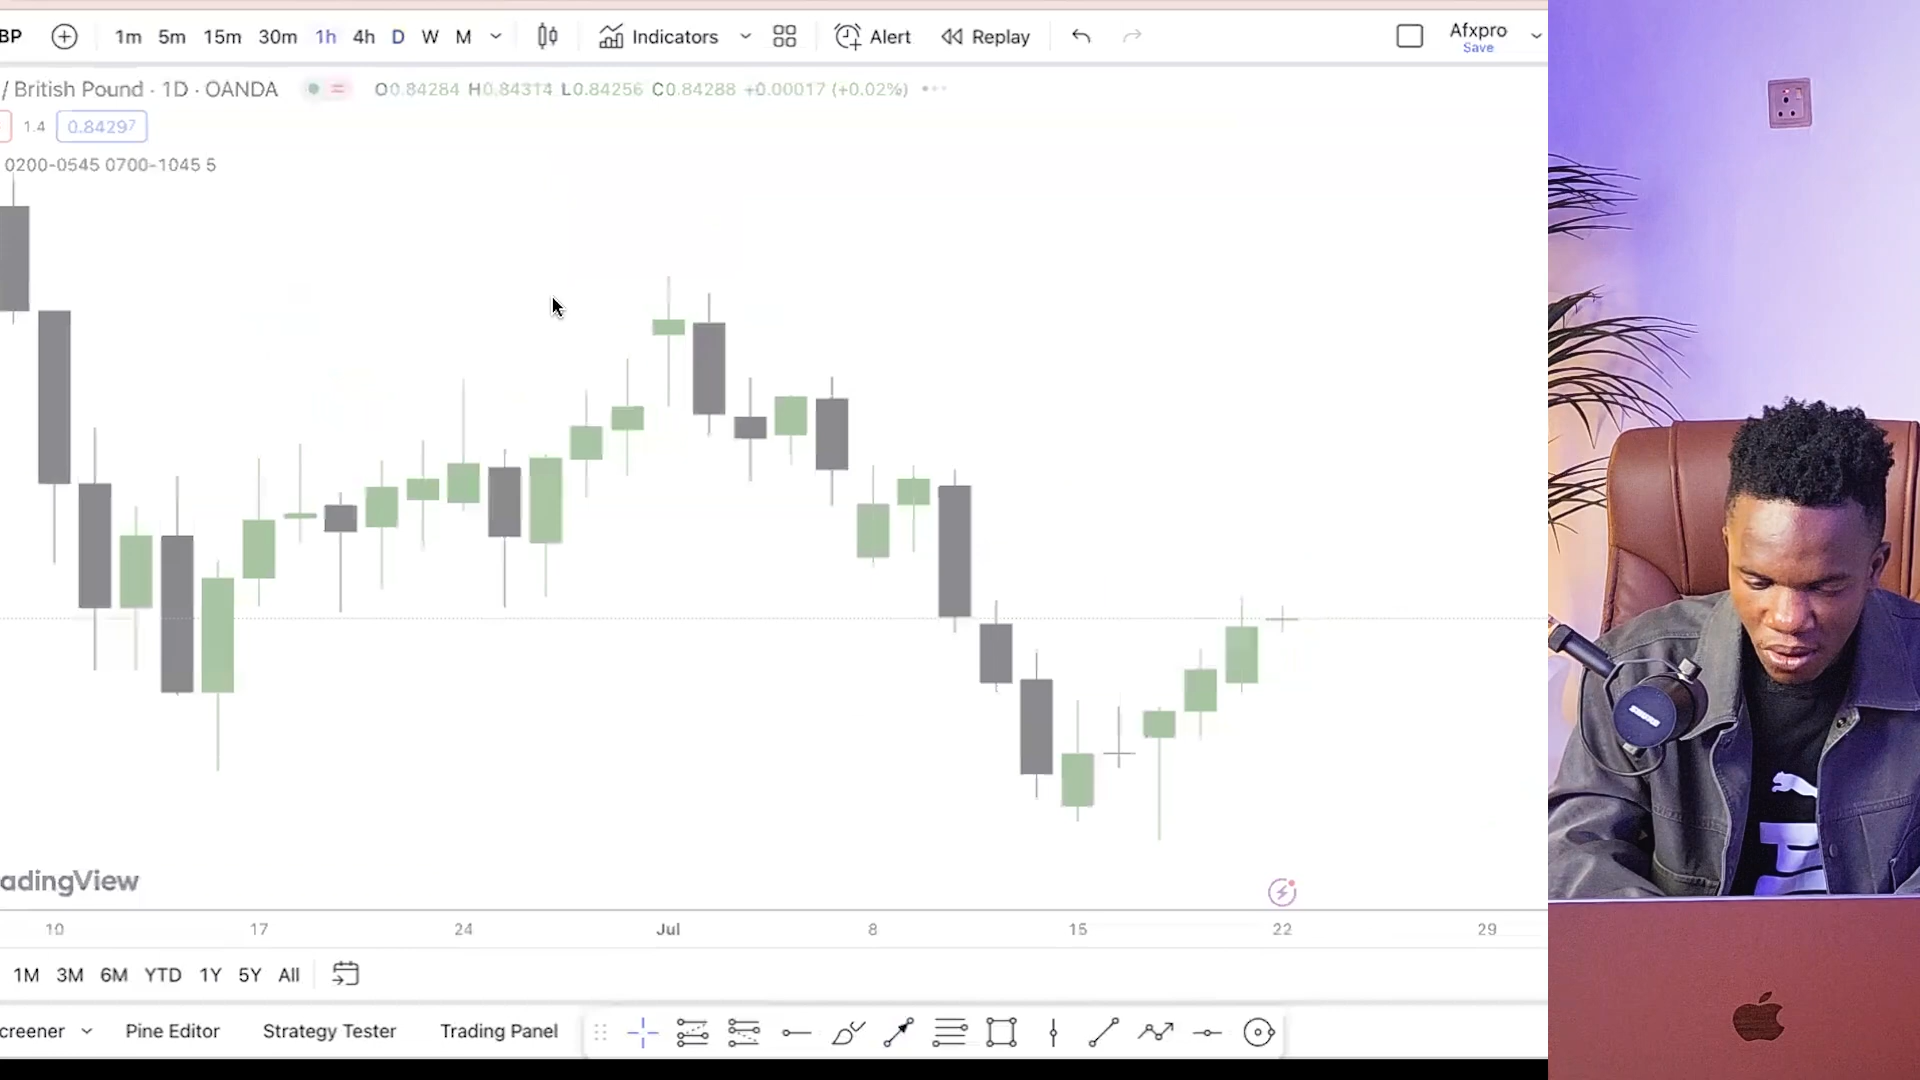 BP 1m 5m 15m 30m 1h 4h D W M Indicators Alert Replay Afxpro
Save
/ British Pound · 1D · OANDA O0.84284 H0.84314 L0.84256 C0.84288 +0.00017 (+0.02%)
1.4 0.84297
0200-0545 0700-1045 5
adingView
10 17 24 Jul 8 15 22 29
1M 3M 6M YTD 1Y 5Y All
creener Pine Editor Strategy Tester Trading Panel
SHURE